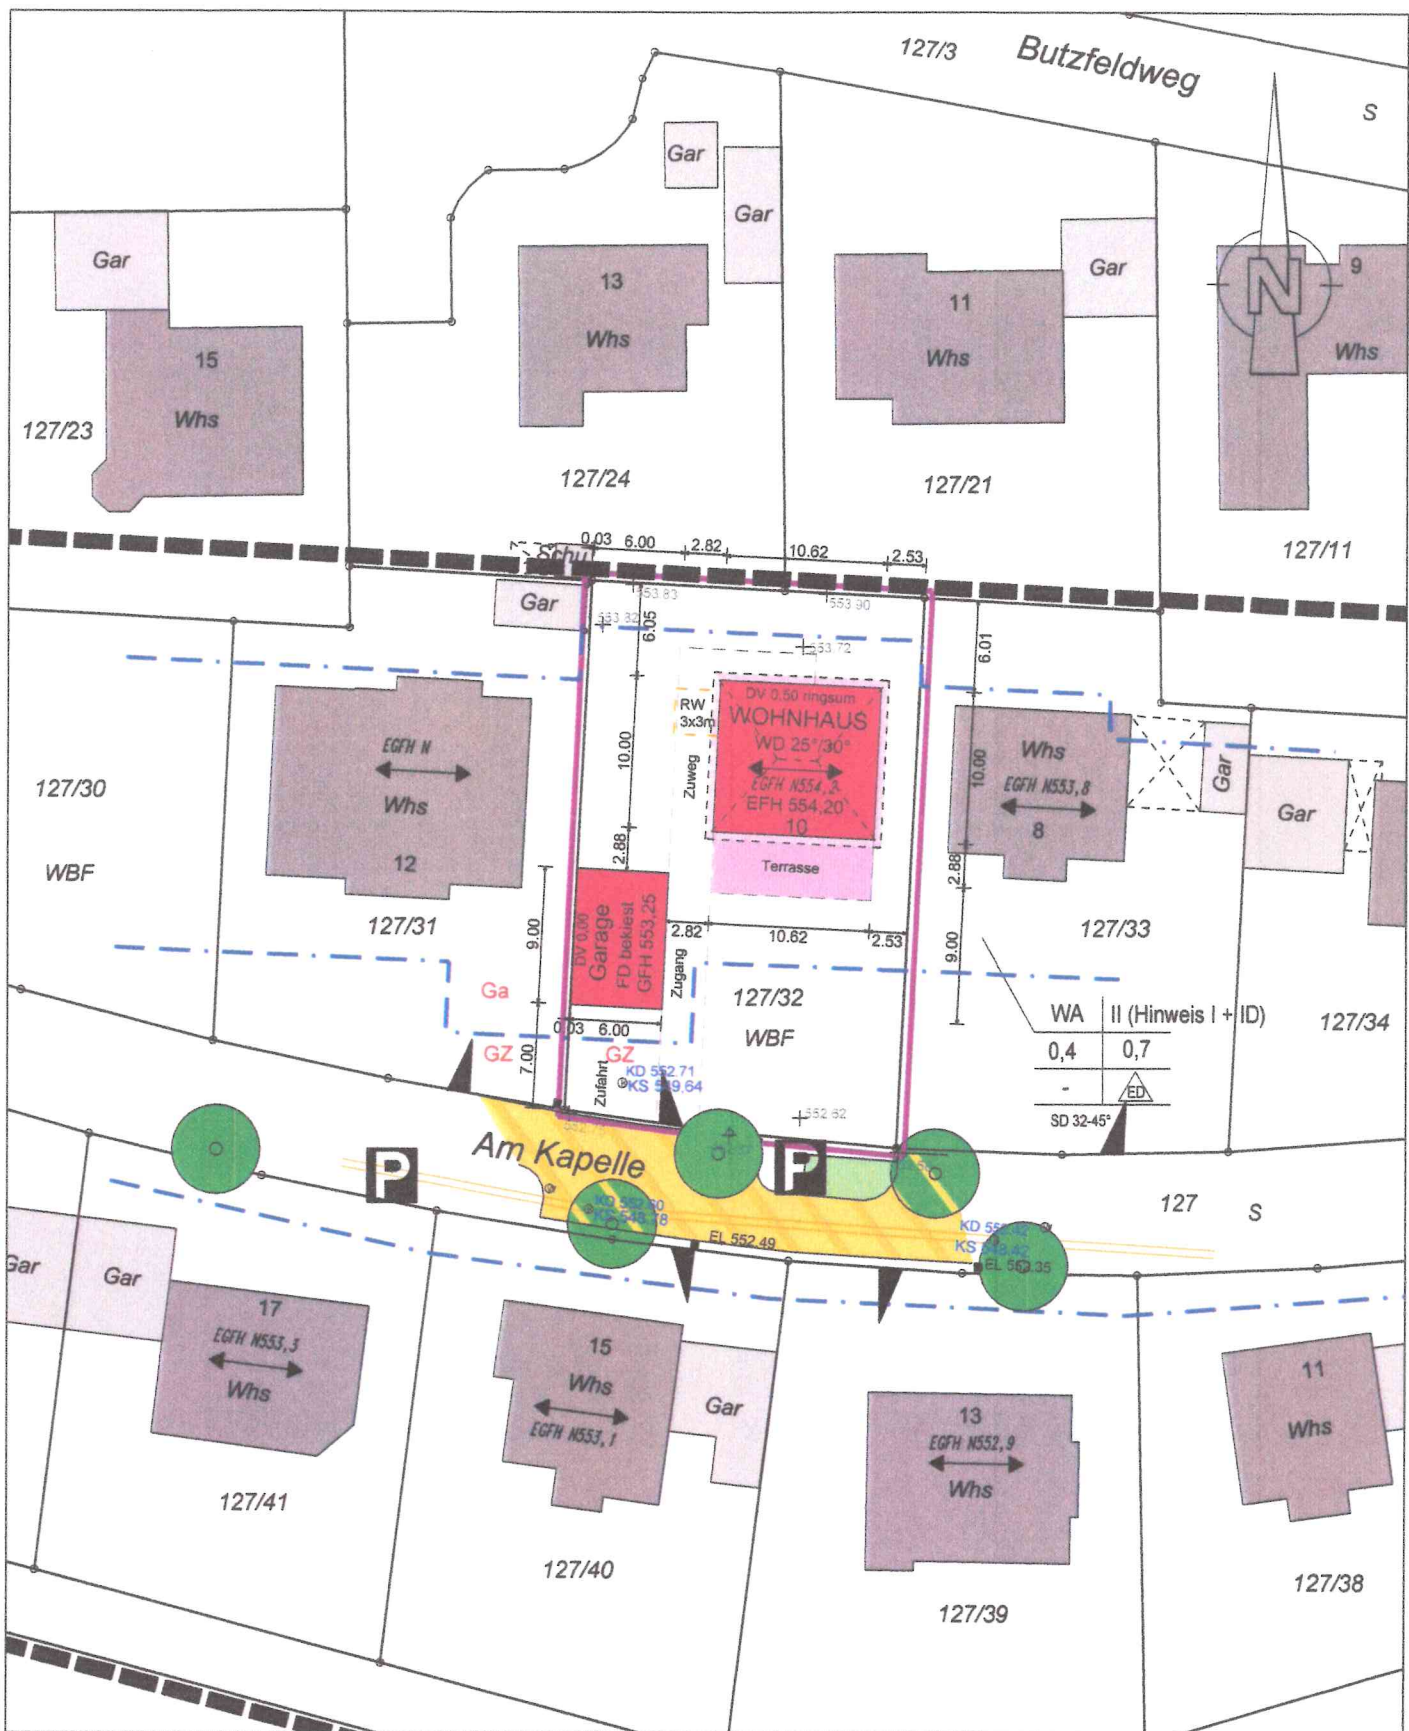 127/3
Butzfeldweg
S
Gar
Gar
Gar
13
Whs
11
Whs
Gar
9
N
Whs
15
Whs
127/23
127/24
127/21
127/11
0.03 6.00 2.82 10.62 2.53
Schu
Gar
553.83
553.90
6.05
553.72
6.01
DV 0.50 ringsum
WOHNHAUS
WD 25°/30°
EFH 554,20
10
RW
3x3m
Zuweg
10.00
Terrasse
EGFH N
Whs
12
127/30
WBF
127/31
Whs
EGFH N553,8
8
10.00
Gar
Gar
2.88
2.88
9.00
DV 0.00
Garage
FD bekiest
GFH 553,25
2.82 10.62 2.53
Zugang
9.00
127/33
127/32
WBF
Ga
GZ
GZ
0.03 6.00
7.00
Zufahrt
KD 552.71
KS 549,64
552.62
WA II (Hinweis I + ID)
0,4 0,7
- ED
SD 32-45°
127/34
Am Kapelle
P
P
127
S
EL 552.49
Gar
Gar
17
EGFH N553,3
Whs
127/41
15
Whs
EGFH N553,1
Gar
127/40
13
EGFH N552,9
Whs
127/39
11
Whs
127/38